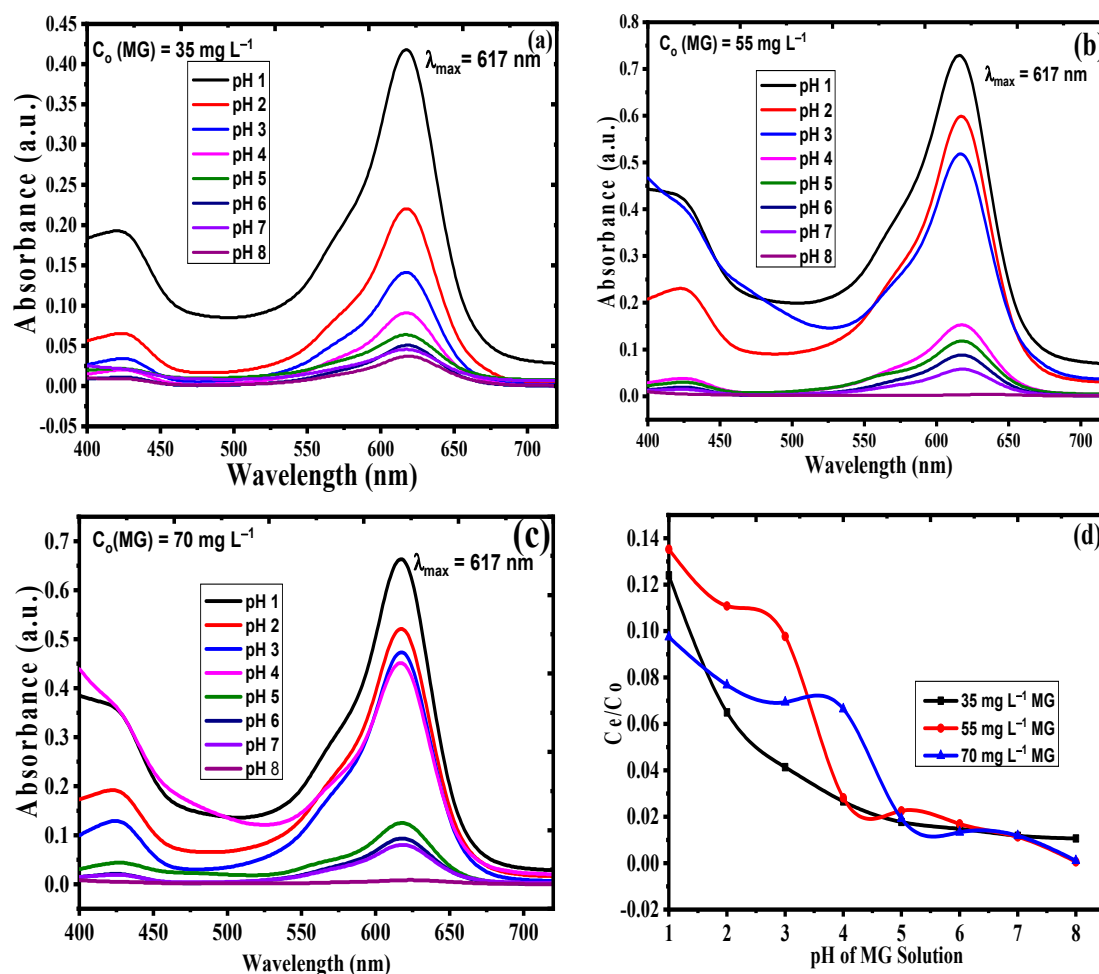 (a)
C₀ (MG) = 35 mg L⁻¹
λmax = 617 nm
pH 1
pH 2
pH 3
pH 4
pH 5
pH 6
pH 7
pH 8
0.45
0.40
0.35
0.30
0.25
0.20
0.15
0.10
0.05
0.00
-0.05
Absorbance (a.u.)
400 450 500 550 600 650 700
Wavelength (nm)
(b)
C₀ (MG) = 55 mg L⁻¹
λmax = 617 nm
pH 1
pH 2
pH 3
pH 4
pH 5
pH 6
pH 7
pH 8
0.8
0.7
0.6
0.5
0.4
0.3
0.2
0.1
0.0
Absorbance (a.u.)
400 450 500 550 600 650 700
Wavelength (nm)
(c)
C₀(MG) = 70 mg L⁻¹
λmax = 617 nm
pH 1
pH 2
pH 3
pH 4
pH 5
pH 6
pH 7
pH 8
0.7
0.6
0.5
0.4
0.3
0.2
0.1
0.0
Absorbance (a.u.)
400 450 500 550 600 650 700
Wavelength (nm)
(d)
0.14
0.12
0.10
0.08
0.06
0.04
0.02
0.00
-0.02
Ce/Co
35 mg L⁻¹ MG
55 mg L⁻¹ MG
70 mg L⁻¹ MG
1 2 3 4 5 6 7 8
pH of MG Solution